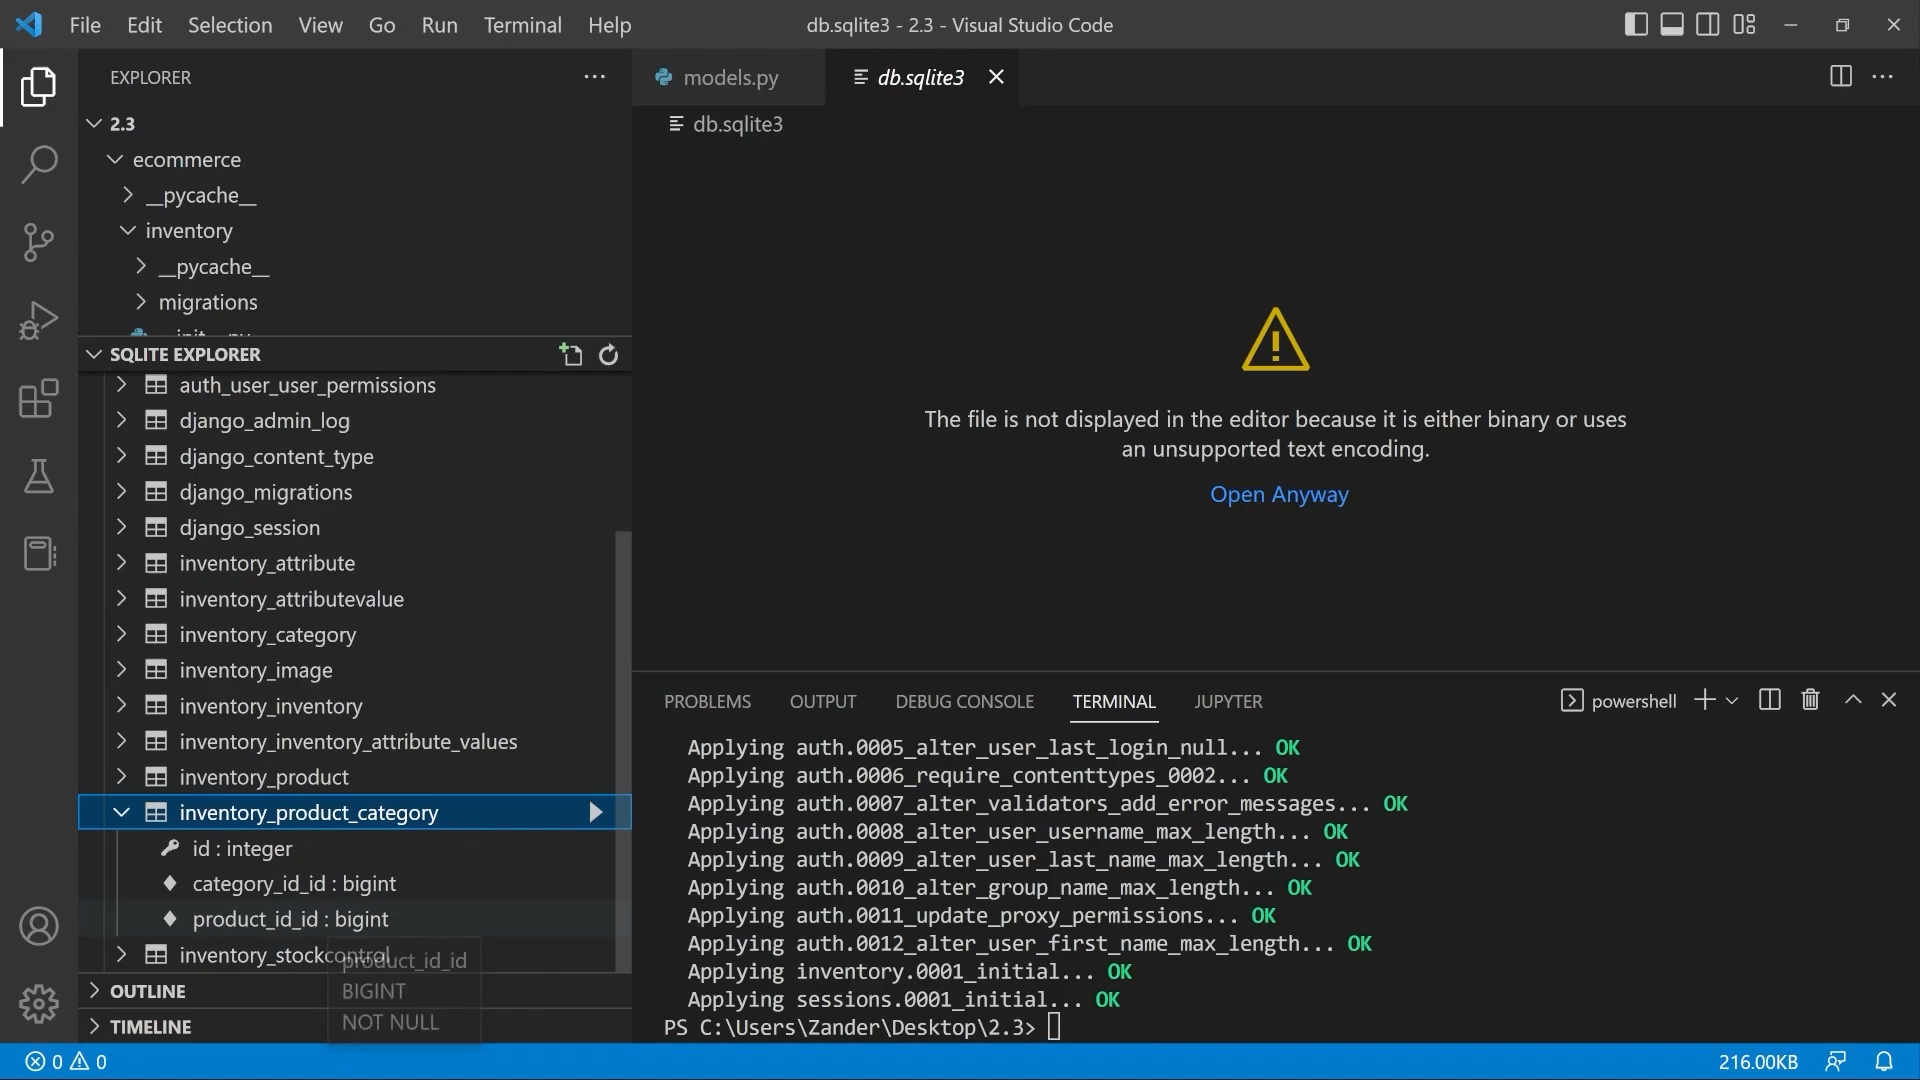 File Edit Selection View Go Run Terminal Help
db.sqlite3 - 2.3 - Visual Studio Code
EXPLORER
2.3
ecommerce
__pycache__
inventory
__pycache__
migrations
__init__.py
SQLITE EXPLORER
auth_user_user_permissions
django_admin_log
django_content_type
django_migrations
django_session
inventory_attribute
inventory_attributevalue
inventory_category
inventory_image
inventory_inventory
inventory_inventory_attribute_values
inventory_product
inventory_product_category
id : integer
category_id_id : bigint
product_id_id : bigint
inventory_stockcontrol
product_id_id
BIGINT
NOT NULL
OUTLINE
TIMELINE
models.py
db.sqlite3
db.sqlite3
The file is not displayed in the editor because it is either binary or uses
an unsupported text encoding.
Open Anyway
PROBLEMS OUTPUT DEBUG CONSOLE TERMINAL JUPYTER
powershell
Applying auth.0005_alter_user_last_login_null... OK
Applying auth.0006_require_contenttypes_0002... OK
Applying auth.0007_alter_validators_add_error_messages... OK
Applying auth.0008_alter_user_username_max_length... OK
Applying auth.0009_alter_user_last_name_max_length... OK
Applying auth.0010_alter_group_name_max_length... OK
Applying auth.0011_update_proxy_permissions... OK
Applying auth.0012_alter_user_first_name_max_length... OK
Applying inventory.0001_initial... OK
Applying sessions.0001_initial... OK
PS C:\Users\Zander\Desktop\2.3>
0 0
216.00KB